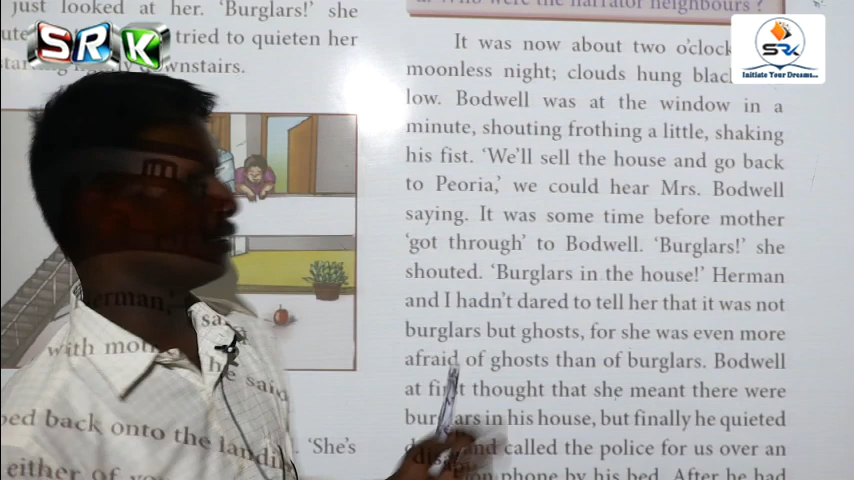 just looked at her. 'Burglars!' she
tried to quieten her
downstairs.
SRK
Herman,'
with
he said
back onto the landing. 'She's
either of
Who were the narrator neighbours ?
It was now about two o'clock
moonless night; clouds hung black
low. Bodwell was at the window in a
minute, shouting frothing a little, shaking
his fist. 'We'll sell the house and go back
to Peoria,' we could hear Mrs. Bodwell
saying. It was some time before mother
'got through' to Bodwell. 'Burglars!' she
shouted. 'Burglars in the house!' Herman
and I hadn't dared to tell her that it was not
burglars but ghosts, for she was even more
afraid of ghosts than of burglars. Bodwell
at first thought that she meant there were
burglars in his house, but finally he quieted
and called the police for us over an
phone by his bed. After he had
SRK
Initiate Your Dreams...